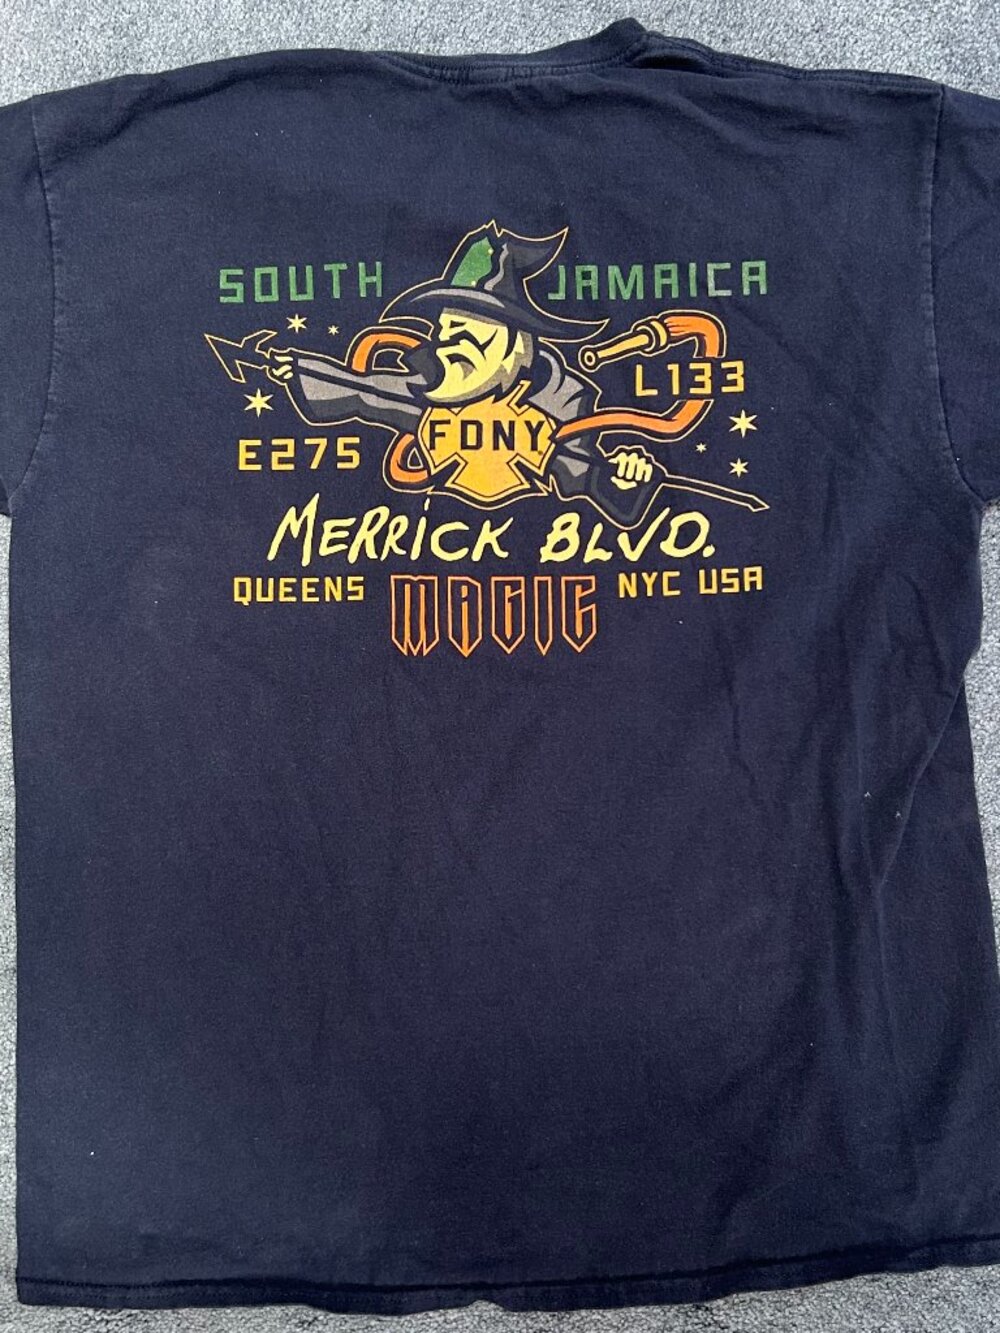 SOUTH JAMAICA
L133
E275
FDNY
MERRiCK BLVD.
QUEENS MAGIC NYC USA